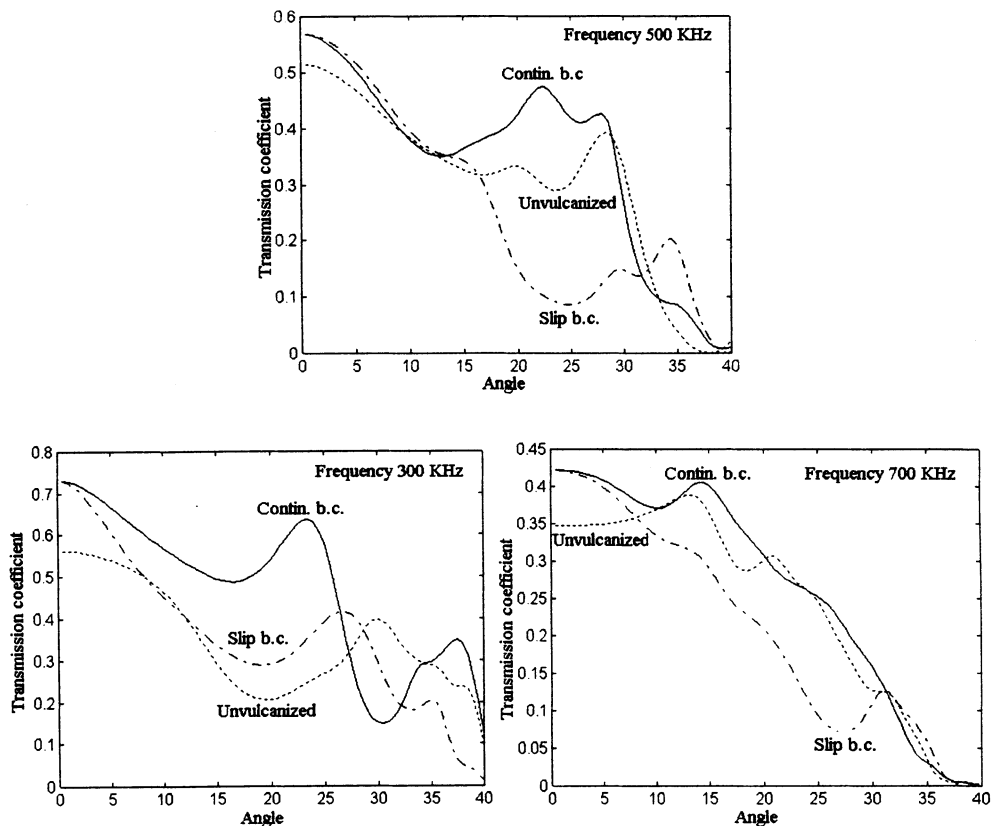 Frequency 500 KHz
Transmission coefficient
0.6
0.5
0.4
0.3
0.2
0.1
0
Contin. b.c
Unvulcanized
Slip b.c.
0 5 10 15 20 25 30 35 40
Angle
Frequency 300 KHz
Transmission coefficient
0.8
0.7
0.6
0.5
0.4
0.3
0.2
0.1
0
Contin. b.c.
Slip b.c.
Unvulcanized
0 5 10 15 20 25 30 35 40
Angle
Frequency 700 KHz
Transmission coefficient
0.45
0.4
0.35
0.3
0.25
0.2
0.15
0.1
0.05
0
Contin. b.c.
Unvulcanized
Slip b.c.
0 5 10 15 20 25 30 35 40
Angle